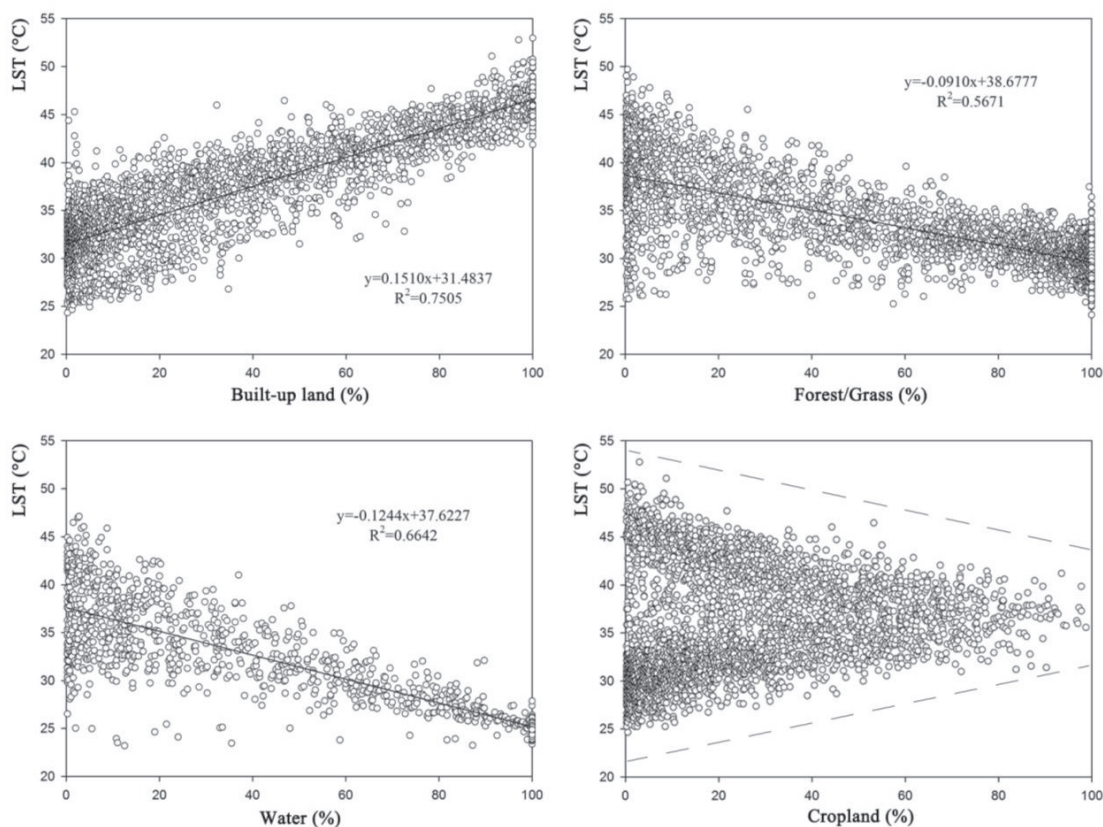 LST (°C)
55
50
45
40
35
30
25
20
y=0.1510x+31.4837
R²=0.7505
0 20 40 60 80 100
Built-up land (%)
LST (°C)
55
50
45
40
35
30
25
20
y=-0.0910x+38.6777
R²=0.5671
0 20 40 60 80 100
Forest/Grass (%)
LST (°C)
55
50
45
40
35
30
25
20
y=-0.1244x+37.6227
R²=0.6642
0 20 40 60 80 100
Water (%)
LST (°C)
55
50
45
40
35
30
25
20
0 20 40 60 80 100
Cropland (%)